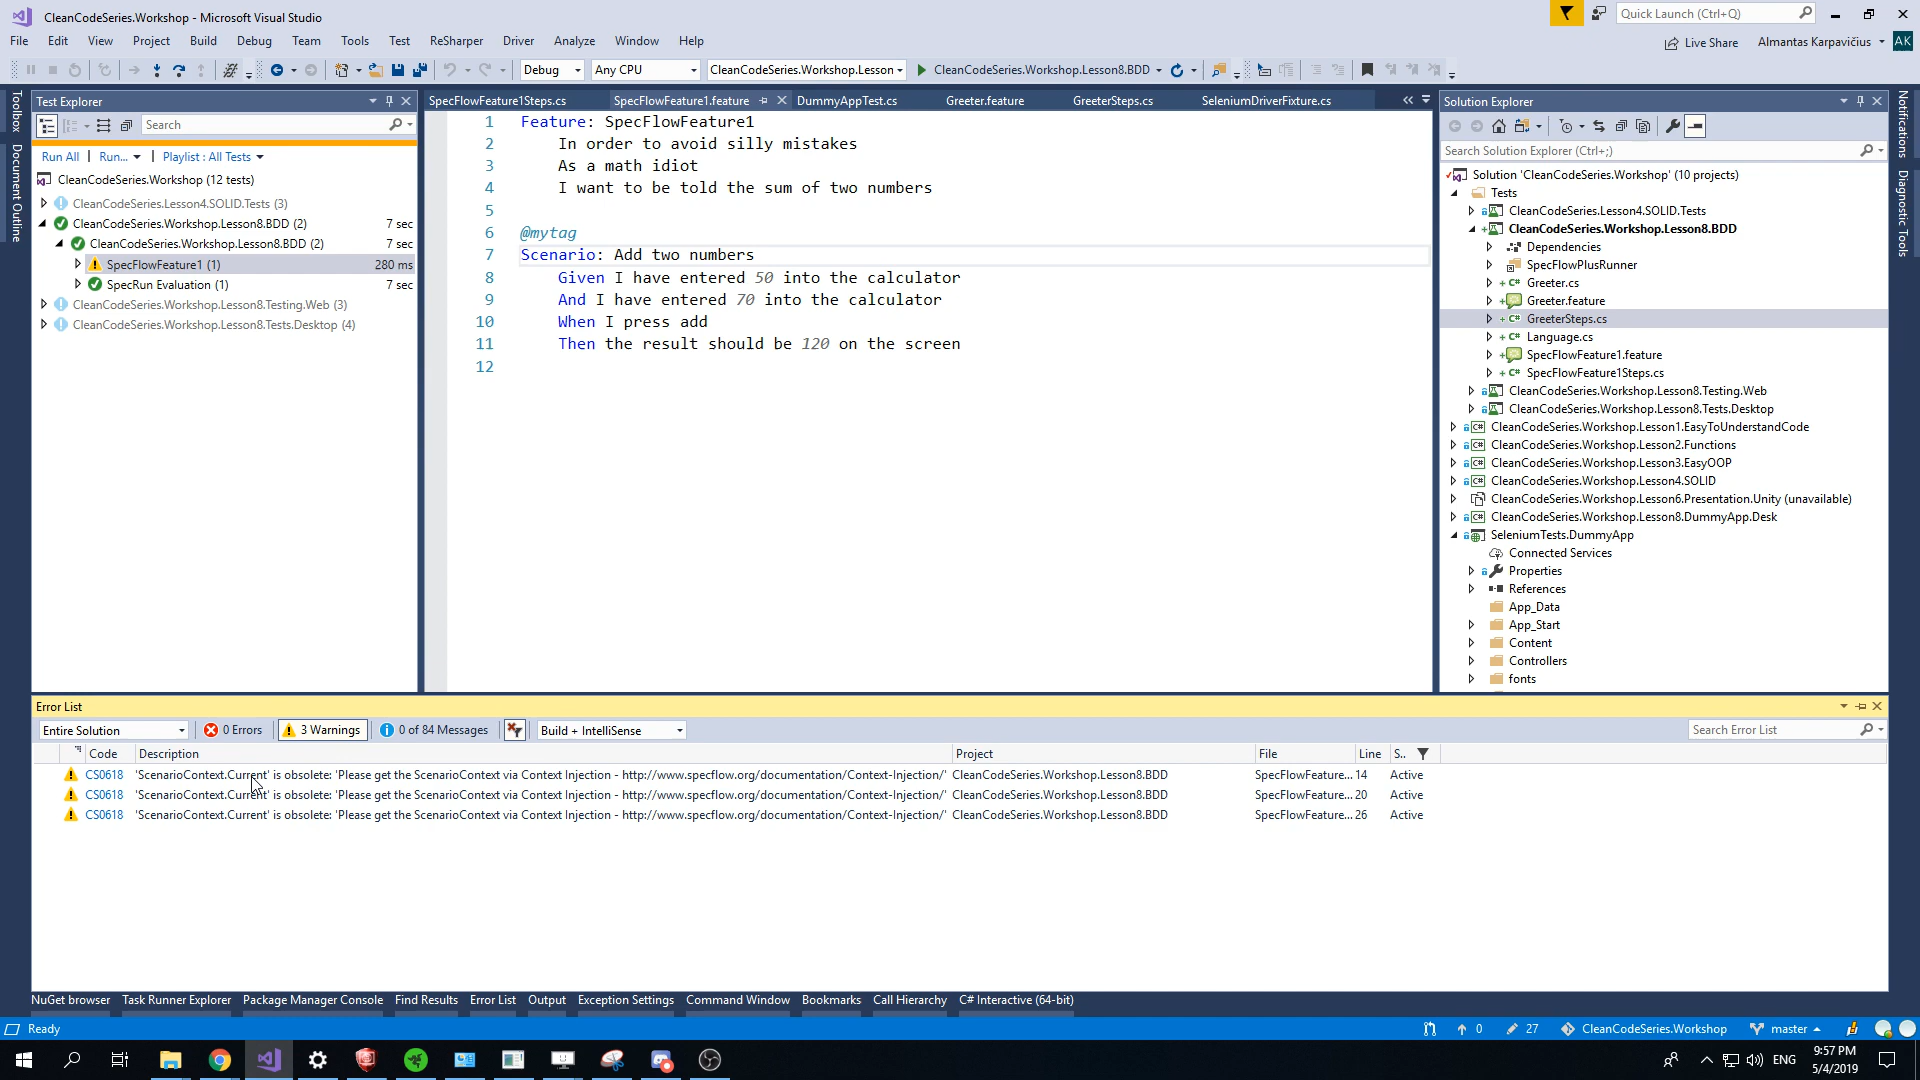 CleanCodeSeries.Workshop - Microsoft Visual Studio
Quick Launch (Ctrl+Q)
File Edit View Project Build Debug Team Tools Test ReSharper Driver Analyze Window Help
Live Share Almantas Karpavičius AK
Debug Any CPU CleanCodeSeries.Workshop.Lesson CleanCodeSeries.Workshop.Lesson8.BDD
Toolbox
Document Outline
Test Explorer
Search
Run All Run... Playlist : All Tests
CleanCodeSeries.Workshop (12 tests)
CleanCodeSeries.Lesson4.SOLID.Tests (3)
CleanCodeSeries.Workshop.Lesson8.BDD (2) 7 sec
CleanCodeSeries.Workshop.Lesson8.BDD (2) 7 sec
SpecFlowFeature1 (1) 280 ms
SpecRun Evaluation (1) 7 sec
CleanCodeSeries.Workshop.Lesson8.Testing.Web (3)
CleanCodeSeries.Workshop.Lesson8.Tests.Desktop (4)
SpecFlowFeature1Steps.cs SpecFlowFeature1.feature DummyAppTest.cs Greeter.feature GreeterSteps.cs SeleniumDriverFixture.cs
1 Feature: SpecFlowFeature1
2 In order to avoid silly mistakes
3 As a math idiot
4 I want to be told the sum of two numbers
5
6 @mytag
7 Scenario: Add two numbers
8 Given I have entered 50 into the calculator
9 And I have entered 70 into the calculator
10 When I press add
11 Then the result should be 120 on the screen
12
Solution Explorer
Search Solution Explorer (Ctrl+;)
Solution 'CleanCodeSeries.Workshop' (10 projects)
Tests
CleanCodeSeries.Lesson4.SOLID.Tests
CleanCodeSeries.Workshop.Lesson8.BDD
Dependencies
SpecFlowPlusRunner
Greeter.cs
Greeter.feature
GreeterSteps.cs
Language.cs
SpecFlowFeature1.feature
SpecFlowFeature1Steps.cs
CleanCodeSeries.Workshop.Lesson8.Testing.Web
CleanCodeSeries.Workshop.Lesson8.Tests.Desktop
CleanCodeSeries.Workshop.Lesson1.EasyToUnderstandCode
CleanCodeSeries.Workshop.Lesson2.Functions
CleanCodeSeries.Workshop.Lesson3.EasyOOP
CleanCodeSeries.Workshop.Lesson4.SOLID
CleanCodeSeries.Workshop.Lesson6.Presentation.Unity (unavailable)
CleanCodeSeries.Workshop.Lesson8.DummyApp.Desk
SeleniumTests.DummyApp
Connected Services
Properties
References
App_Data
App_Start
Content
Controllers
fonts
Notifications
Diagnostic Tools
Error List
Entire Solution 0 Errors 3 Warnings 0 of 84 Messages Build + IntelliSense Search Error List
Code Description Project File Line S..
CS0618 'ScenarioContext.Current' is obsolete: 'Please get the ScenarioContext via Context Injection - http://www.specflow.org/documentation/Context-Injection/' CleanCodeSeries.Workshop.Lesson8.BDD SpecFlowFeature... 14 Active
CS0618 'ScenarioContext.Current' is obsolete: 'Please get the ScenarioContext via Context Injection - http://www.specflow.org/documentation/Context-Injection/' CleanCodeSeries.Workshop.Lesson8.BDD SpecFlowFeature... 20 Active
CS0618 'ScenarioContext.Current' is obsolete: 'Please get the ScenarioContext via Context Injection - http://www.specflow.org/documentation/Context-Injection/' CleanCodeSeries.Workshop.Lesson8.BDD SpecFlowFeature... 26 Active
NuGet browser Task Runner Explorer Package Manager Console Find Results Error List Output Exception Settings Command Window Bookmarks Call Hierarchy C# Interactive (64-bit)
Ready 0 27 CleanCodeSeries.Workshop master
ENG 9:57 PM
5/4/2019